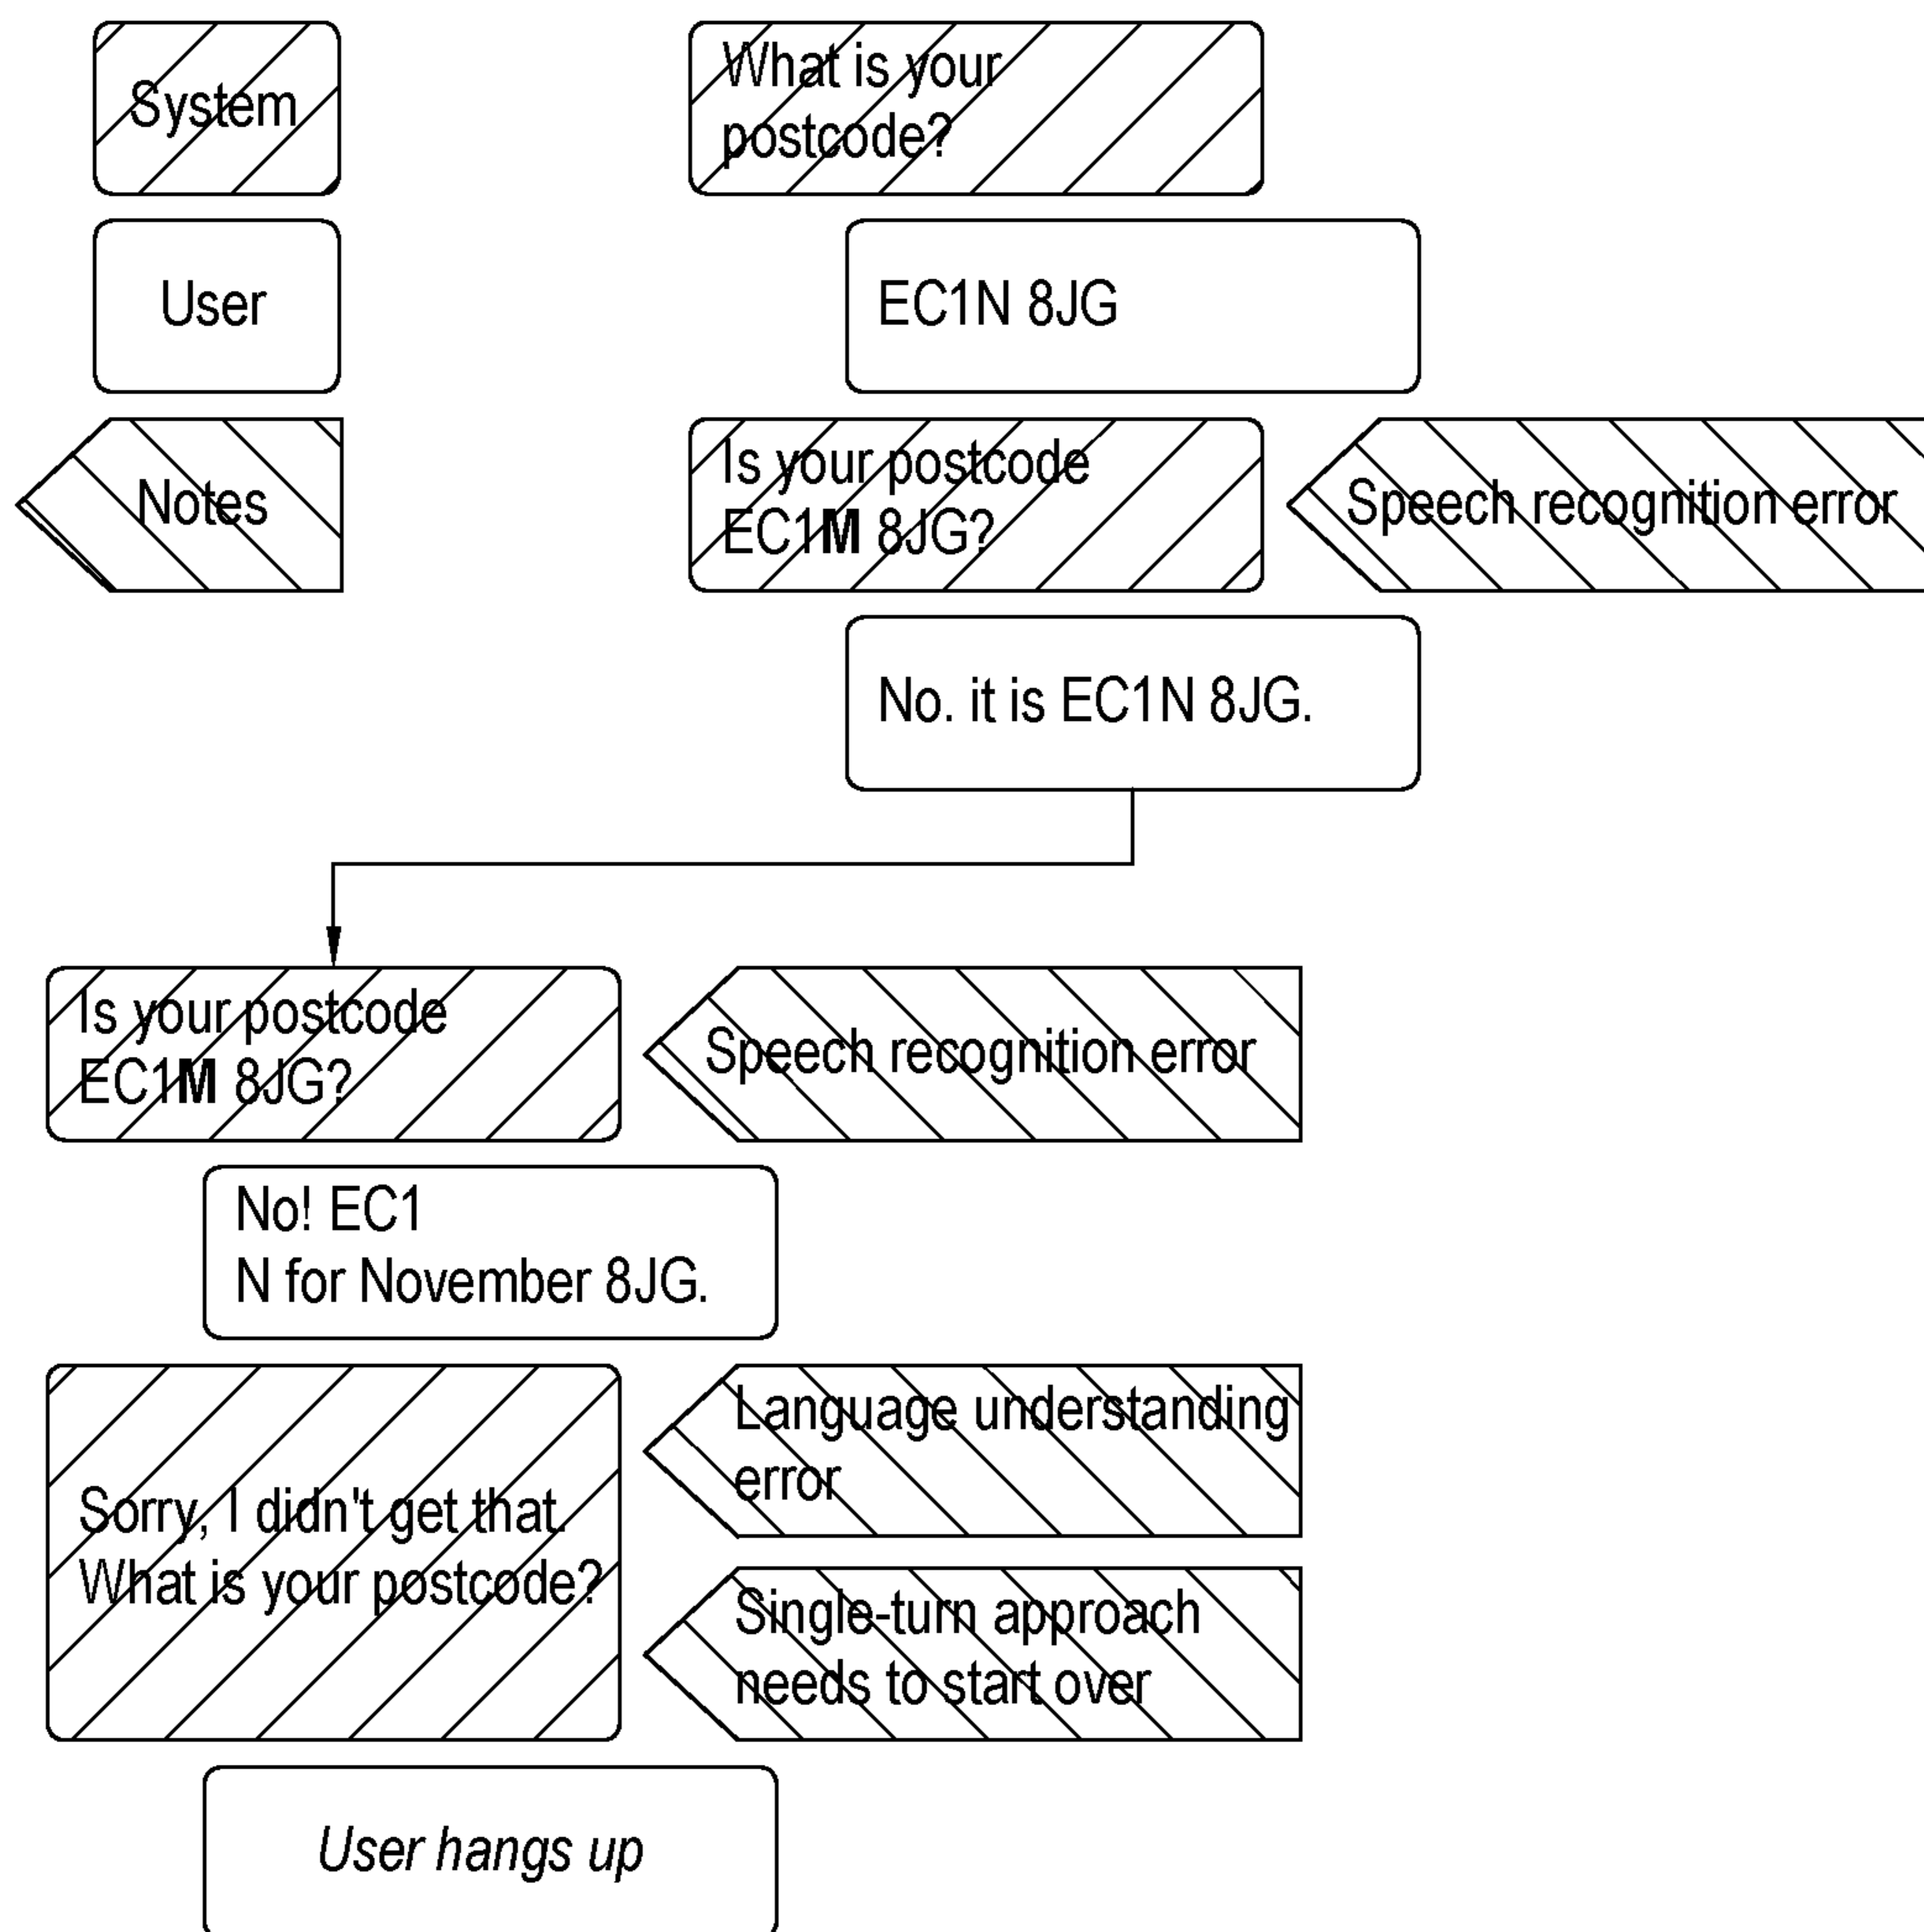 System
User
Notes
What is your
postcode?
EC1N 8JG
Is your postcode
EC1M 8JG?
Speech recognition error
No. it is EC1N 8JG.
Is your postcode
EC1M 8JG?
Speech recognition error
No! EC1
N for November 8JG.
Sorry, I didn't get that.
What is your postcode?
Language understanding
error
Single-turn approach
needs to start over
User hangs up